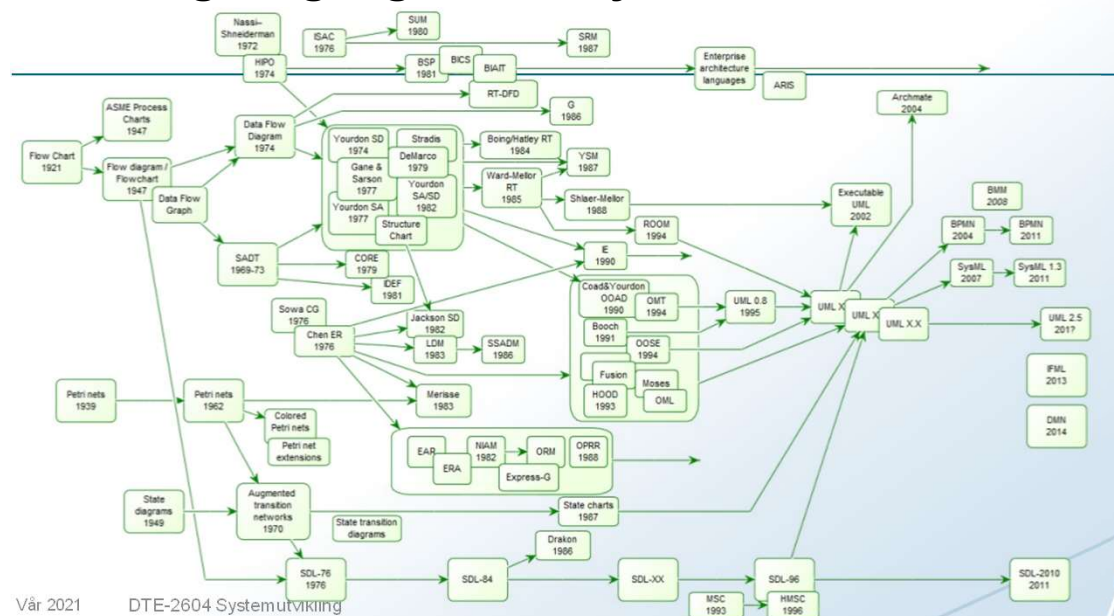 Nassi–
Shneiderman
1972
ISAC
1976
SUM
1980
SRM
1987
HIPO
1974
BSP
1981
BICS
BIAIT
Enterprise
architecture
languages
ARIS
RT-DFD
G
1986
Archmate
2004
ASME Process
Charts
1947
Flow Chart
1921
Flow diagram /
Flowchart
1947
Data Flow
Diagram
1974
Data Flow
Graph
Yourdon SD
1974
Stradis
DeMarco
1979
Gane &
Sarson
1977
Yourdon
SA/SD
1982
Yourdon SA
1977
Structure
Chart
Boing/Hatley RT
1984
YSM
1987
Ward-Mellor
RT
1985
Shlaer-Mellor
1988
ROOM
1994
Executable
UML
2002
BMM
2008
BPMN
2004
BPMN
2011
SADT
1969-73
CORE
1979
IDEF
1981
IE
1990
SysML
2007
SysML 1.3
2011
Sowa CG
1976
Chen ER
1976
Jackson SD
1982
LDM
1983
SSADM
1986
Coad&Yourdon
OOAD
1990
OMT
1994
Booch
1991
OOSE
1994
Fusion
Moses
HOOD
1993
OML
UML 0.8
1995
UML X
UML X
UML X.X
UML 2.5
201?
IFML
2013
DMN
2014
Petri nets
1939
Petri nets
1962
Colored
Petri nets
Petri net
extensions
Merisse
1983
EAR
ERA
NIAM
1982
ORM
OPRR
1988
Express-G
State
diagrams
1949
Augmented
transition
networks
1970
State transition
diagrams
State charts
1987
Drakon
1986
SDL-76
1976
SDL-84
SDL-XX
SDL-96
SDL-2010
2011
MSC
1993
HMSC
1996
Vår 2021 DTE-2604 Systemutvikling